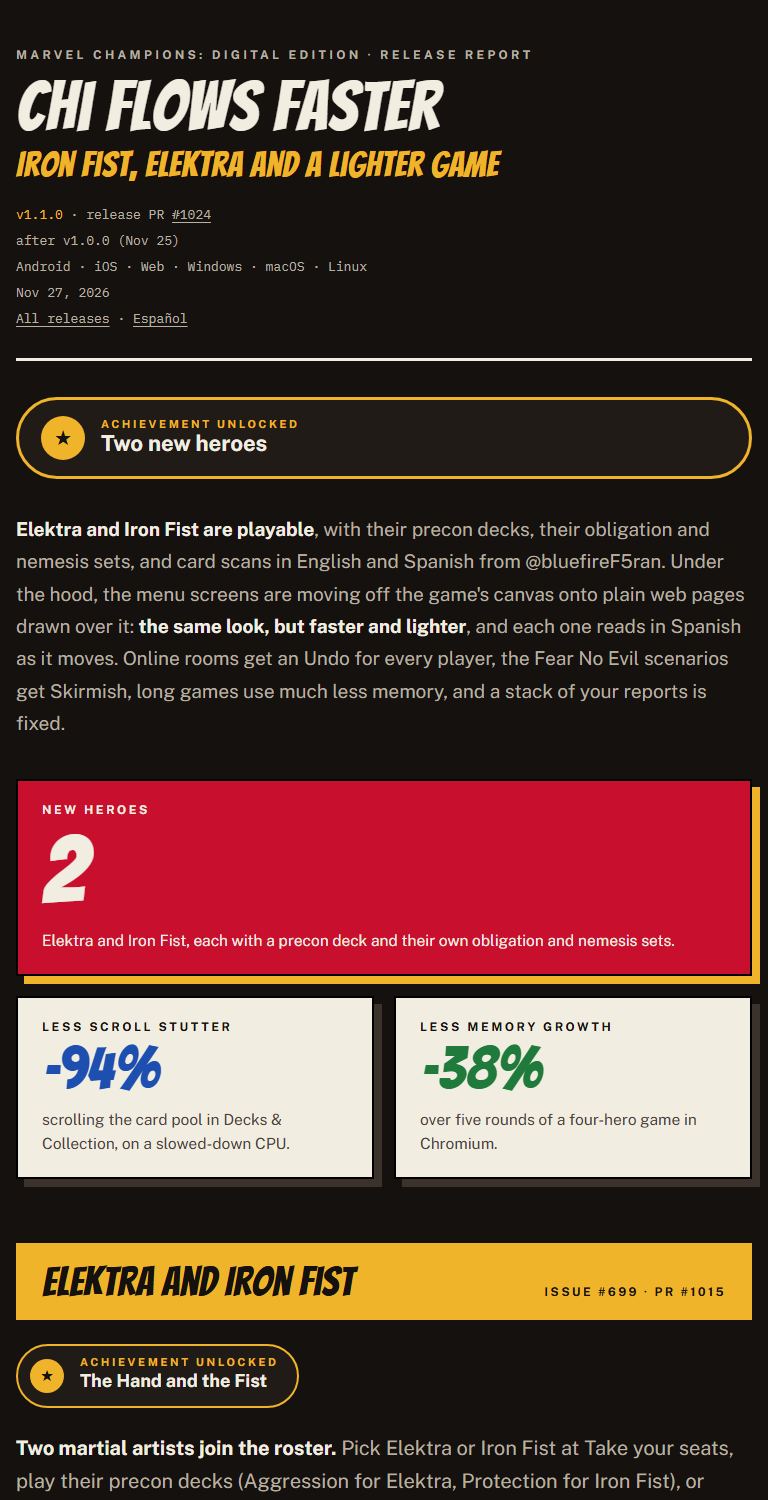 MARVEL CHAMPIONS: DIGITAL EDITION · RELEASE REPORT
CHI FLOWS FASTER
IRON FIST, ELEKTRA AND A LIGHTER GAME
v1.1.0 · release PR #1024
after v1.0.0 (Nov 25)
Android · iOS · Web · Windows · macOS · Linux
Nov 27, 2026
All releases · Español
★
ACHIEVEMENT UNLOCKED
Two new heroes
Elektra and Iron Fist are playable, with their precon decks, their obligation and
nemesis sets, and card scans in English and Spanish from @bluefireF5ran. Under
the hood, the menu screens are moving off the game's canvas onto plain web pages
drawn over it: the same look, but faster and lighter, and each one reads in Spanish
as it moves. Online rooms get an Undo for every player, the Fear No Evil scenarios
get Skirmish, long games use much less memory, and a stack of your reports is
fixed.
NEW HEROES
2
Elektra and Iron Fist, each with a precon deck and their own obligation and nemesis sets.
LESS SCROLL STUTTER
-94%
scrolling the card pool in Decks &
Collection, on a slowed-down CPU.
LESS MEMORY GROWTH
-38%
over five rounds of a four-hero game in
Chromium.
ELEKTRA AND IRON FIST
ISSUE #699 · PR #1015
★
ACHIEVEMENT UNLOCKED
The Hand and the Fist
Two martial artists join the roster. Pick Elektra or Iron Fist at Take your seats,
play their precon decks (Aggression for Elektra, Protection for Iron Fist), or